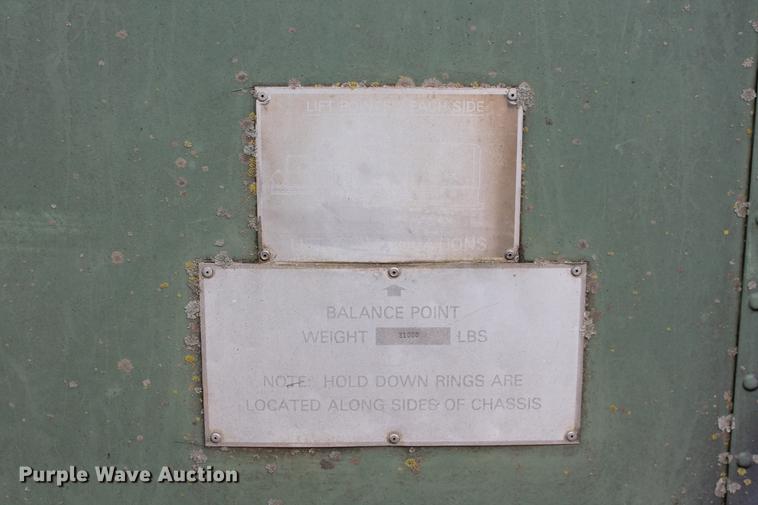 LIFT POINTS EACH SIDE
BALANCE POINT
WEIGHT 21000 LBS
NOTE: HOLD DOWN RINGS ARE
LOCATED ALONG SIDES OF CHASSIS
Purple Wave Auction